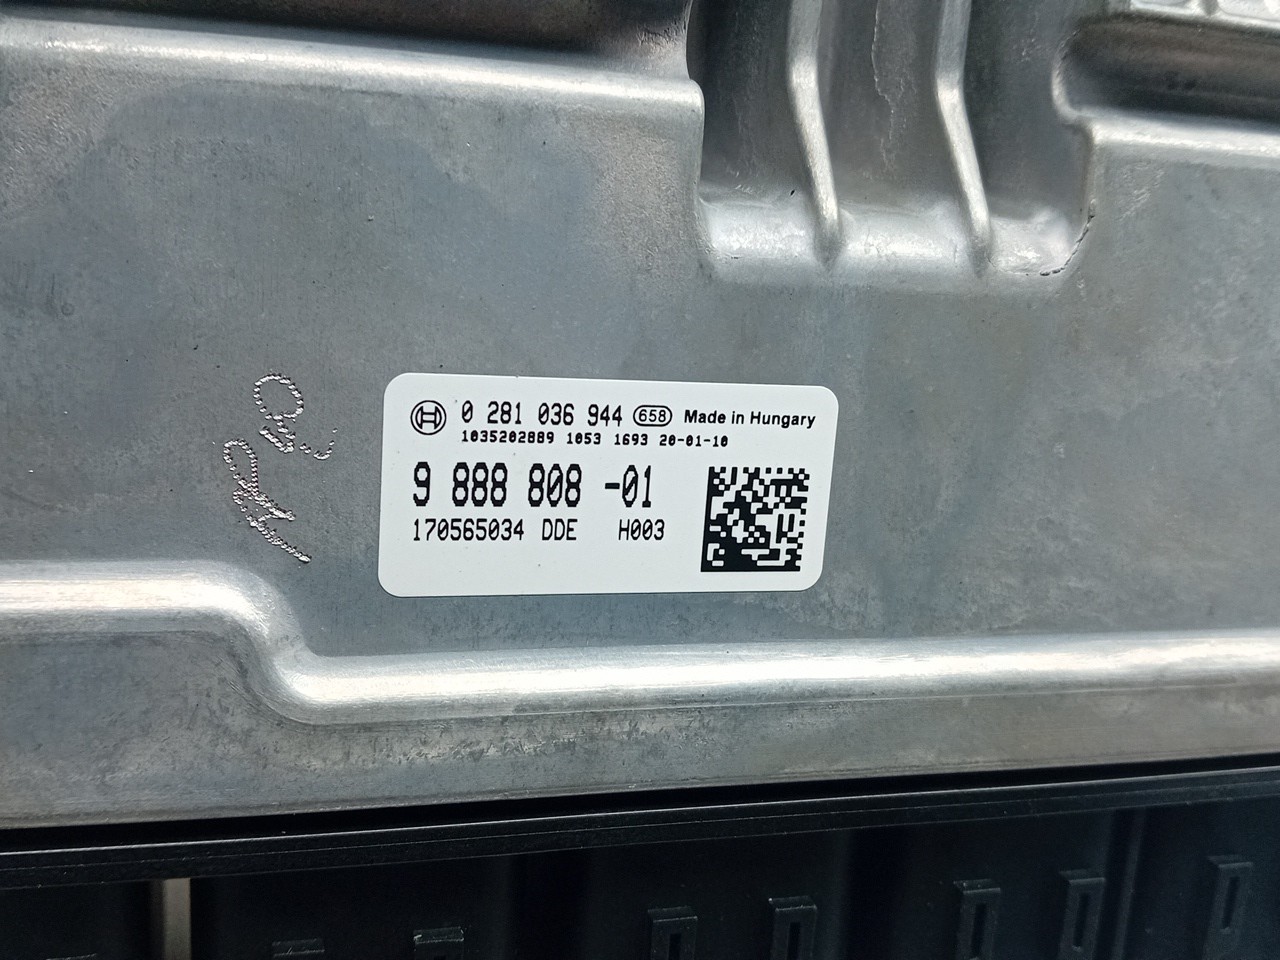 0 281 036 944 658 Made in Hungary
1035202889 1053 1693 20-01-10
9 888 808 -01
170565034 DDE H003